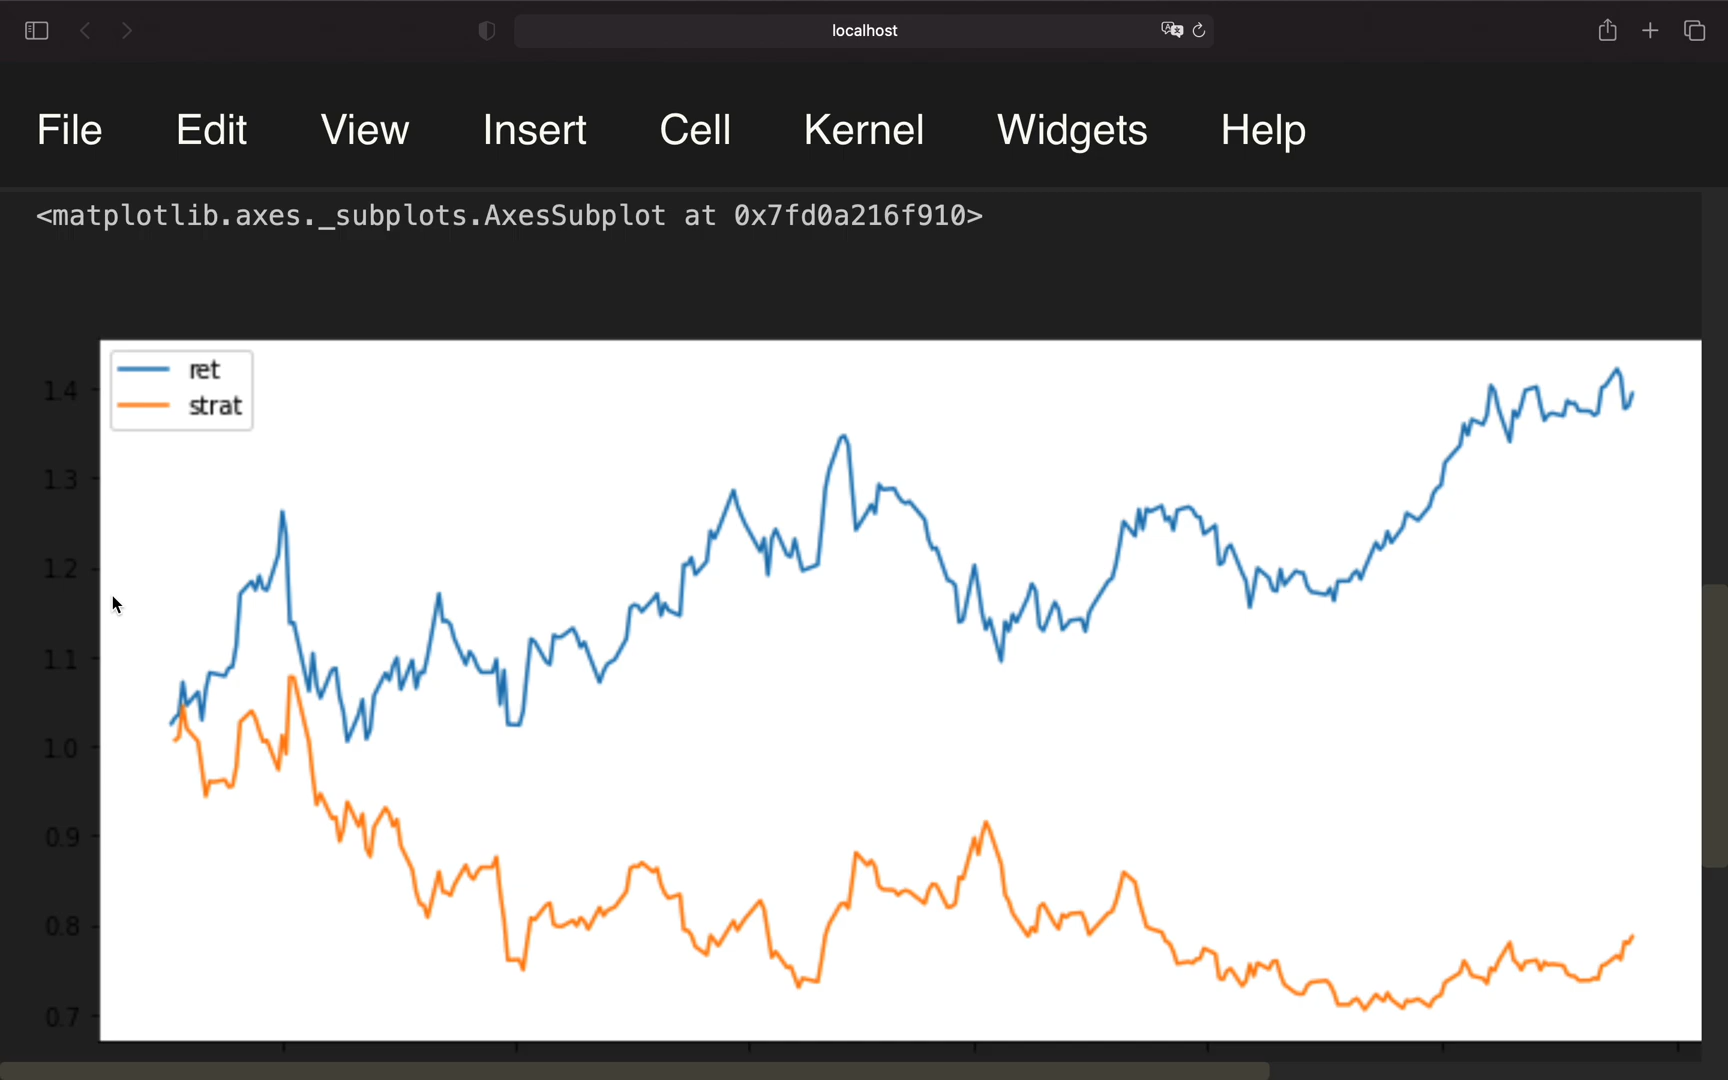 localhost
File Edit View Insert Cell Kernel Widgets Help
<matplotlib.axes._subplots.AxesSubplot at 0x7fd0a216f910>
ret
strat
1.4
1.3
1.2
1.1
1.0
0.9
0.8
0.7